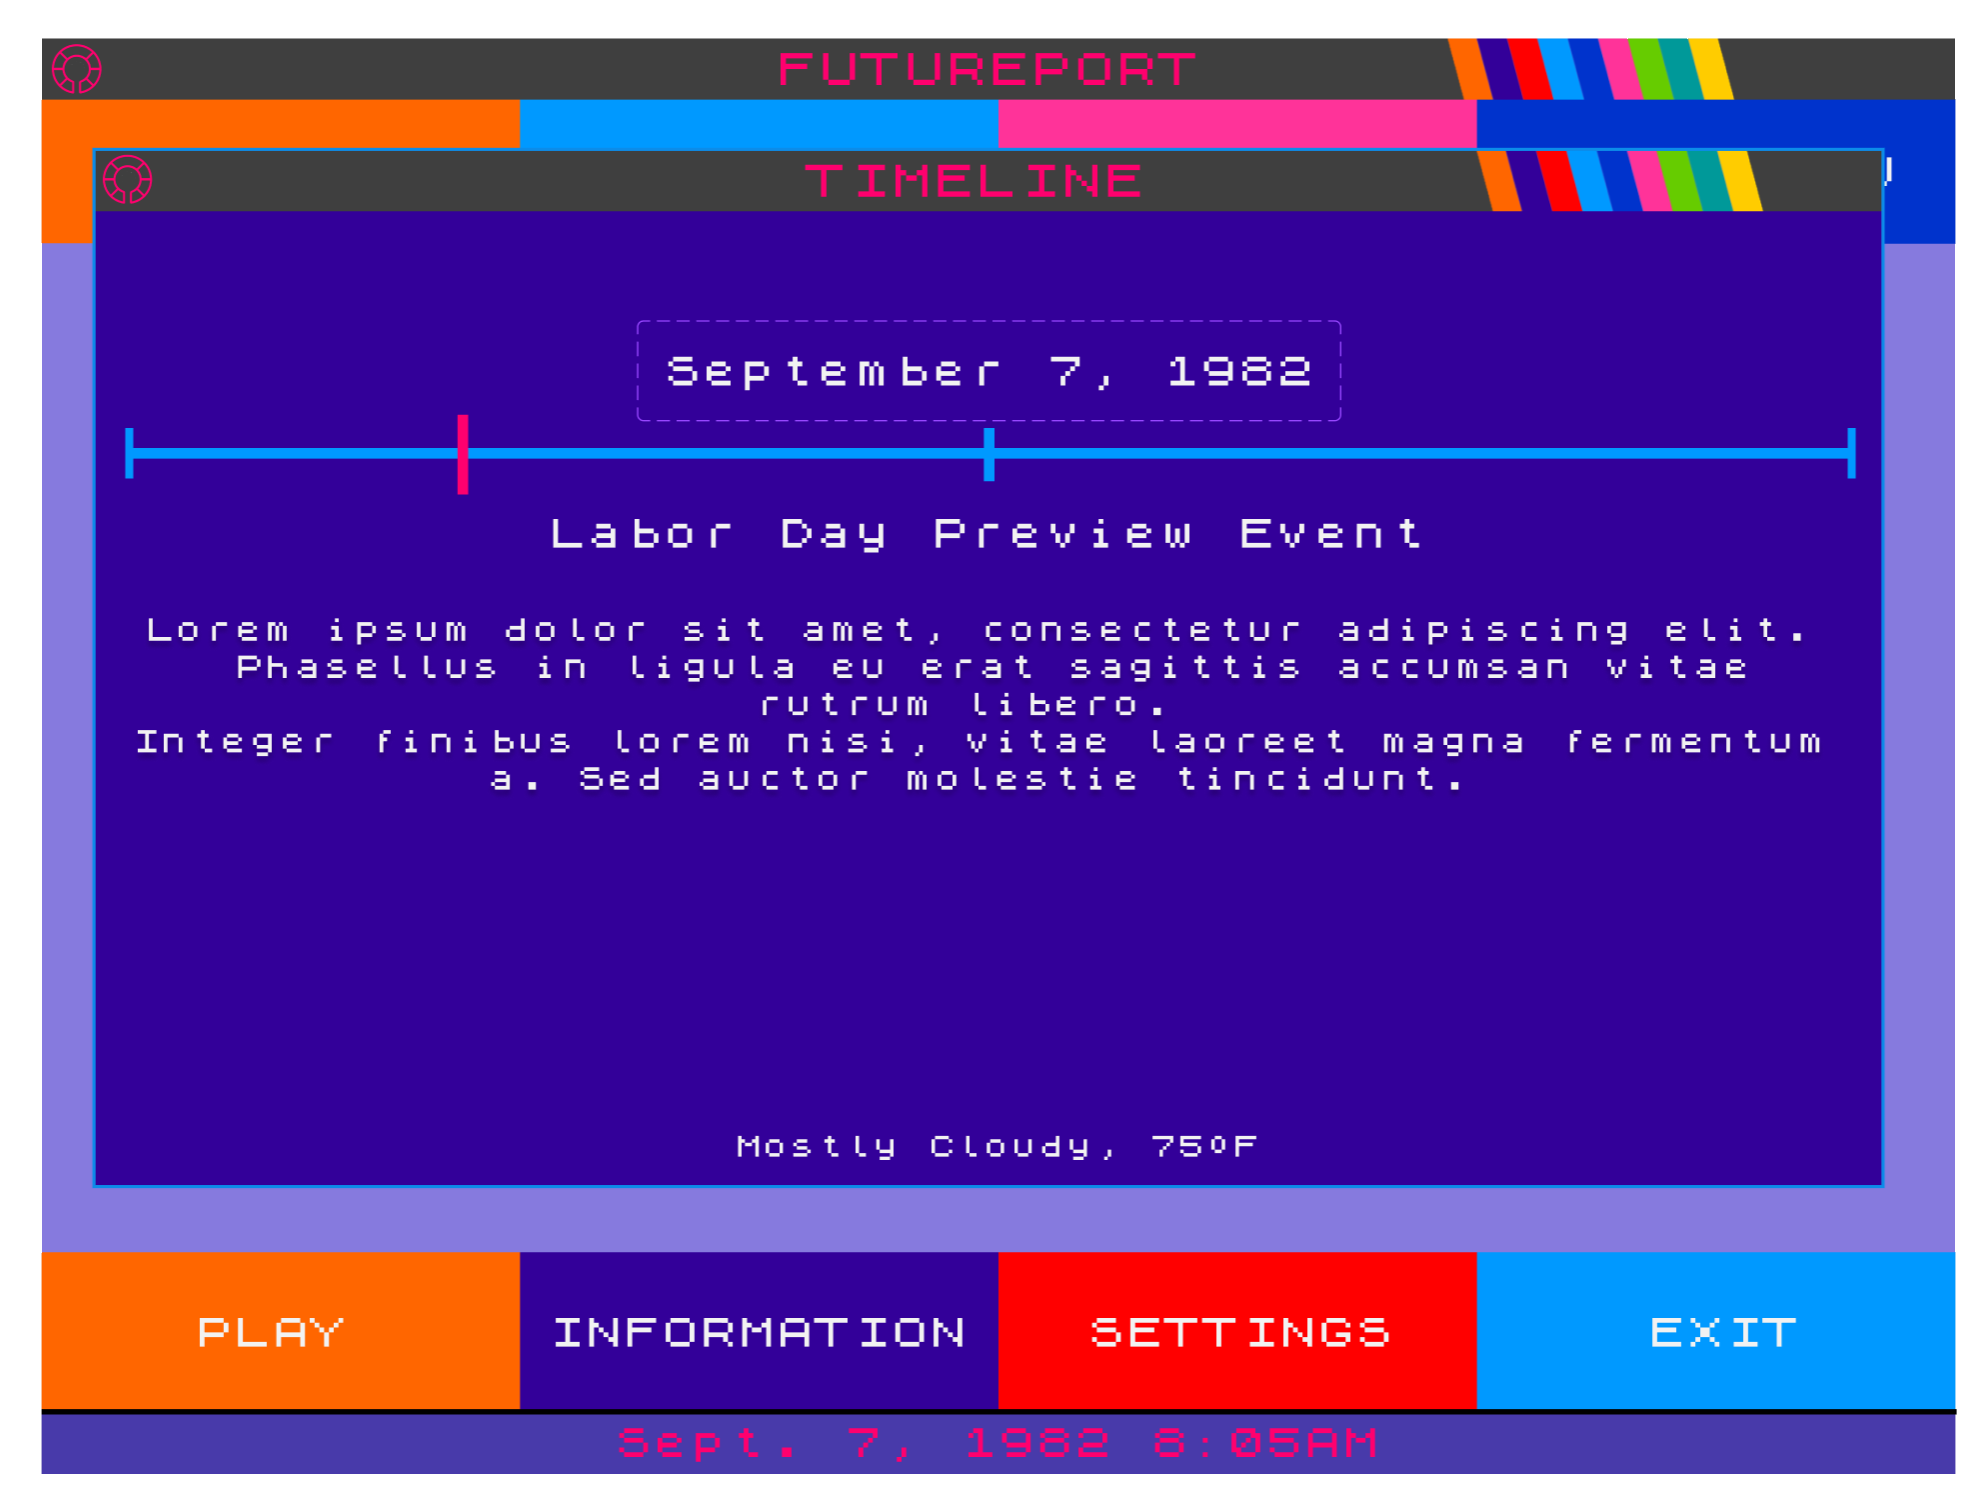 FUTUREPORT
TIMELINE
September 7, 1982
Labor Day Preview Event
Lorem ipsum dolor sit amet, consectetur adipiscing elit.
Phasellus in ligula eu erat sagittis accumsan vitae
rutrum libero.
Integer finibus lorem nisi, vitae laoreet magna fermentum
a. Sed auctor molestie tincidunt.
Mostly Cloudy, 75ºF
PLAY
INFORMATION
SETTINGS
EXIT
Sept. 7, 1982 8:05AM